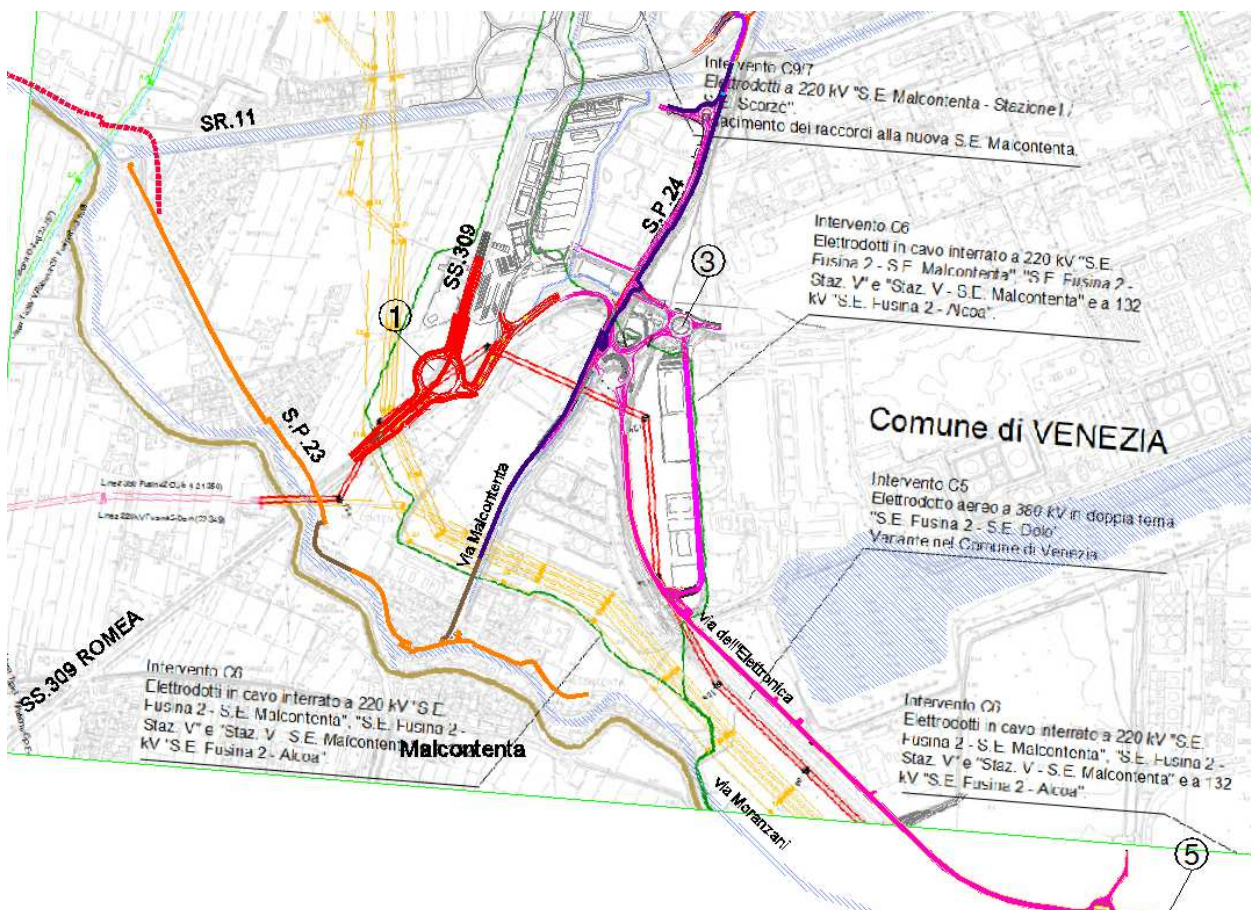 Intervento C9/7
Elettrodotti a 220 kV "S.E. Malcontenta - Stazione I /
Scorzè".
dei raccordi alla nuova S.E. Malcontenta.
SR.11
S.P.24
SS.309
1
3
Intervento C6
Elettrodotti in cavo interrato a 220 kV "S.E.
Fusina 2 - S.E. Malcontenta", "S.E. Fusina 2 -
Staz. V" e "Staz. V - S.E. Malcontenta" e a 132
kV "S.E. Fusina 2 - Alcoa".
S.P.23
Comune di VENEZIA
Via Malcontenta
Intervento C5
Elettrodotto aereo a 380 kV in doppia terna
"S.E. Fusina 2 - S.E. Dolo"
Variante nel Comune di Venezia
via dell'Elettronica
SS.309 ROMEA
Intervento C6
Elettrodotti in cavo interrato a 220 kV "S.E.
Fusina 2 - S.E. Malcontenta", "S.E. Fusina 2 -
Staz. V" e "Staz. V - S.E. Malcontenta"
kV "S.E. Fusina 2 - Alcoa".
Malcontenta
via Moranzani
Intervento C6
Elettrodotti in cavo interrato a 220 kV "S.E.
Fusina 2 - S.E. Malcontenta", "S.E. Fusina 2 -
Staz. V" e "Staz. V - S.E. Malcontenta" e a 132
kV "S.E. Fusina 2 - Alcoa".
5